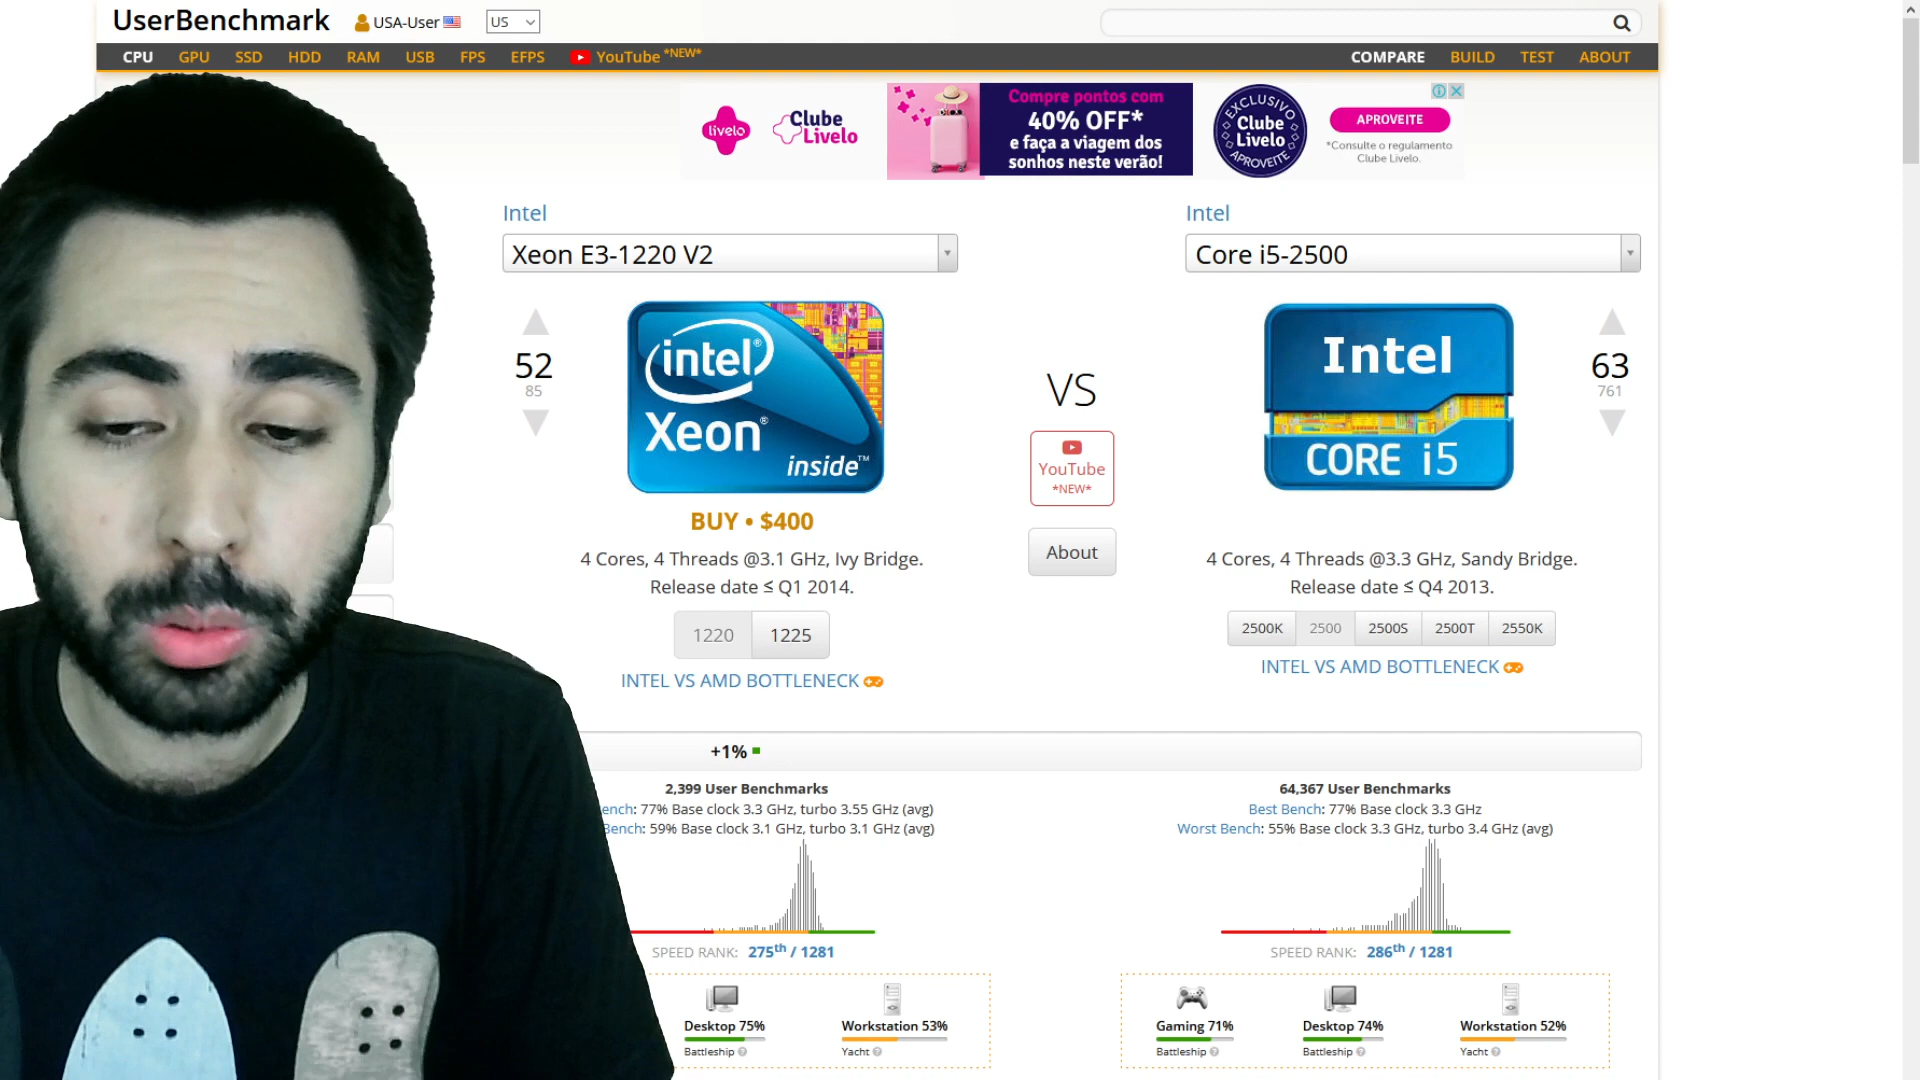 UserBenchmark
USA-User
US
CPU GPU SSD HDD RAM USB FPS EFPS YouTube *NEW*
COMPARE BUILD TEST ABOUT
livelo
Clube
Livelo
Compre pontos com
40% OFF*
e faça a viagem dos
sonhos neste verão!
EXCLUSIVO
Clube
Livelo
APROVEITE
APROVEITE
*Consulte o regulamento
Clube Livelo.
Intel
Xeon E3-1220 V2
52
85
intel®
Xeon®
inside™
BUY • $400
4 Cores, 4 Threads @3.1 GHz, Ivy Bridge.
Release date ≤ Q1 2014.
1220 1225
INTEL VS AMD BOTTLENECK
VS
YouTube
*NEW*
About
Intel
Core i5-2500
63
761
Intel
CORE i5
4 Cores, 4 Threads @3.3 GHz, Sandy Bridge.
Release date ≤ Q4 2013.
2500K 2500 2500S 2500T 2550K
INTEL VS AMD BOTTLENECK
+1%
2,399 User Benchmarks
ench: 77% Base clock 3.3 GHz, turbo 3.55 GHz (avg)
Bench: 59% Base clock 3.1 GHz, turbo 3.1 GHz (avg)
SPEED RANK: 275th / 1281
Desktop 75%
Battleship
Workstation 53%
Yacht
64,367 User Benchmarks
Best Bench: 77% Base clock 3.3 GHz
Worst Bench: 55% Base clock 3.3 GHz, turbo 3.4 GHz (avg)
SPEED RANK: 286th / 1281
Gaming 71%
Battleship
Desktop 74%
Battleship
Workstation 52%
Yacht